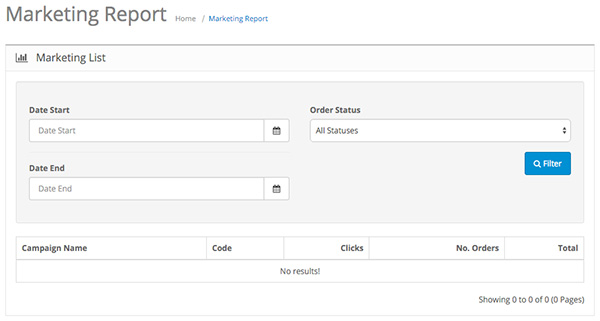 Marketing Report Home / Marketing Report
Marketing List
Date Start
Date Start
Order Status
All Statuses
Filter
Date End
Date End
Campaign Name Code Clicks No. Orders Total
No results!
Showing 0 to 0 of 0 (0 Pages)